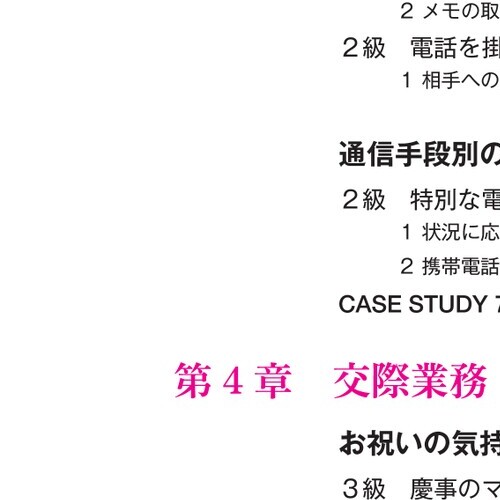 2 メモの取
2級　電話を掛
1 相手への
通信手段別の
2級　特別な電
1 状況に応
2 携帯電話
CASE STUDY 7
第4章　交際業務
お祝いの気持
3級　慶事のマ